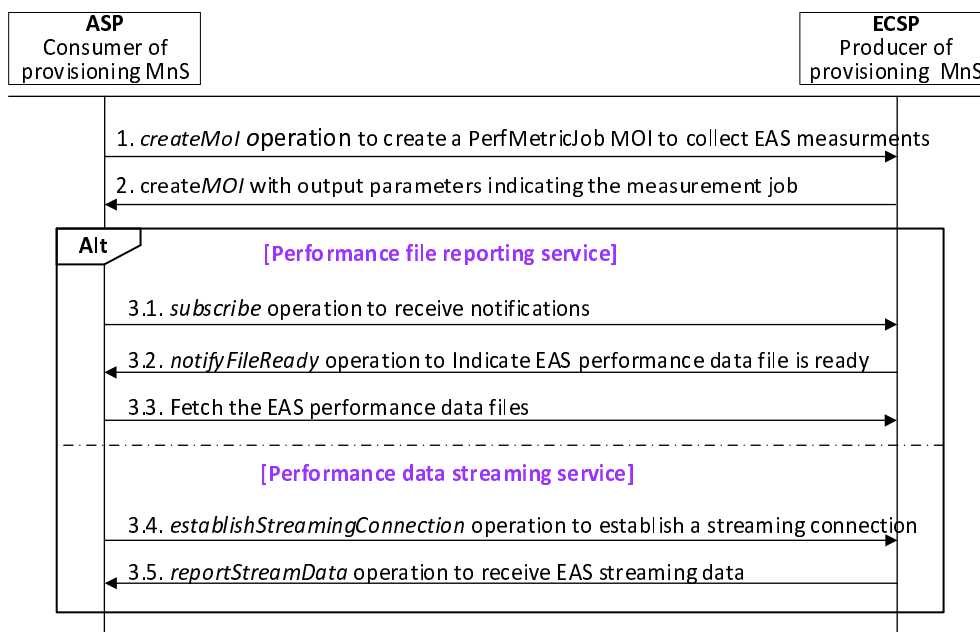 ASP
Consumer of
provisioning MnS
ECSP
Producer of
provisioning MnS
1. createMoI operation to create a PerfMetricJob MOI to collect EAS measurments
2. createMOI with output parameters indicating the measurement job
Alt
[Performance file reporting service]
3.1. subscribe operation to receive notifications
3.2. notifyFileReady operation to Indicate EAS performance data file is ready
3.3. Fetch the EAS performance data files
[Performance data streaming service]
3.4. establishStreamingConnection operation to establish a streaming connection
3.5. reportStreamData operation to receive EAS streaming data